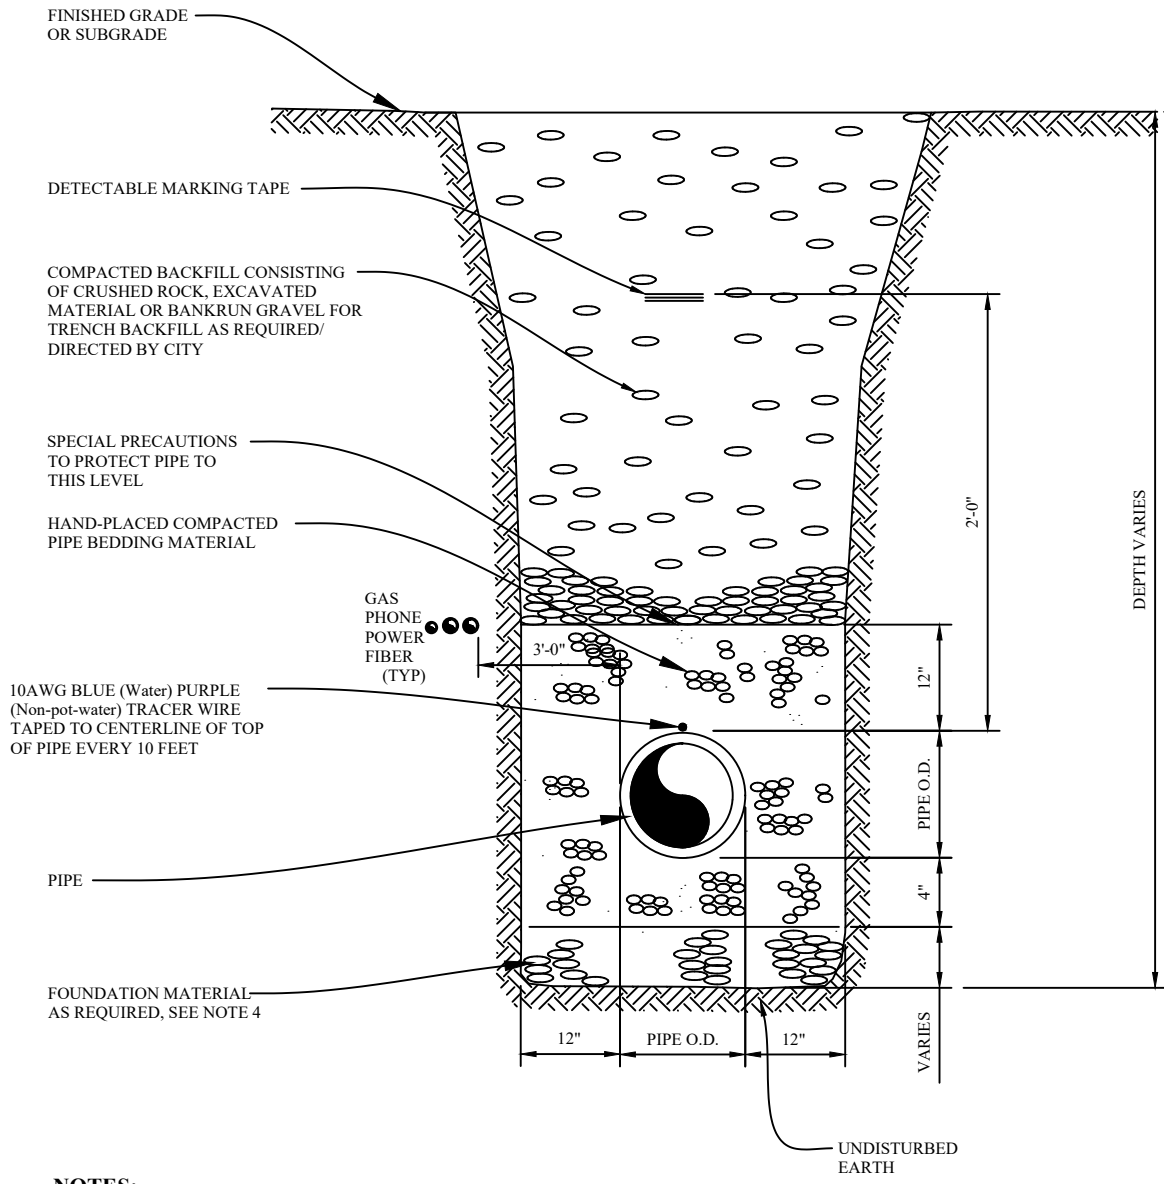 FINISHED GRADE
OR SUBGRADE
DETECTABLE MARKING TAPE
COMPACTED BACKFILL CONSISTING
OF CRUSHED ROCK, EXCAVATED
MATERIAL OR BANKRUN GRAVEL FOR
TRENCH BACKFILL AS REQUIRED/
DIRECTED BY CITY
SPECIAL PRECAUTIONS
TO PROTECT PIPE TO
THIS LEVEL
HAND-PLACED COMPACTED
PIPE BEDDING MATERIAL
GAS
PHONE
POWER
FIBER
(TYP)
3'-0"
10AWG BLUE (Water) PURPLE
(Non-pot-water) TRACER WIRE
TAPED TO CENTERLINE OF TOP
OF PIPE EVERY 10 FEET
PIPE
FOUNDATION MATERIAL
AS REQUIRED, SEE NOTE 4
12"
PIPE O.D.
12"
2'-0"
12"
PIPE O.D.
4"
VARIES
DEPTH VARIES
UNDISTURBED
EARTH
NOTES: